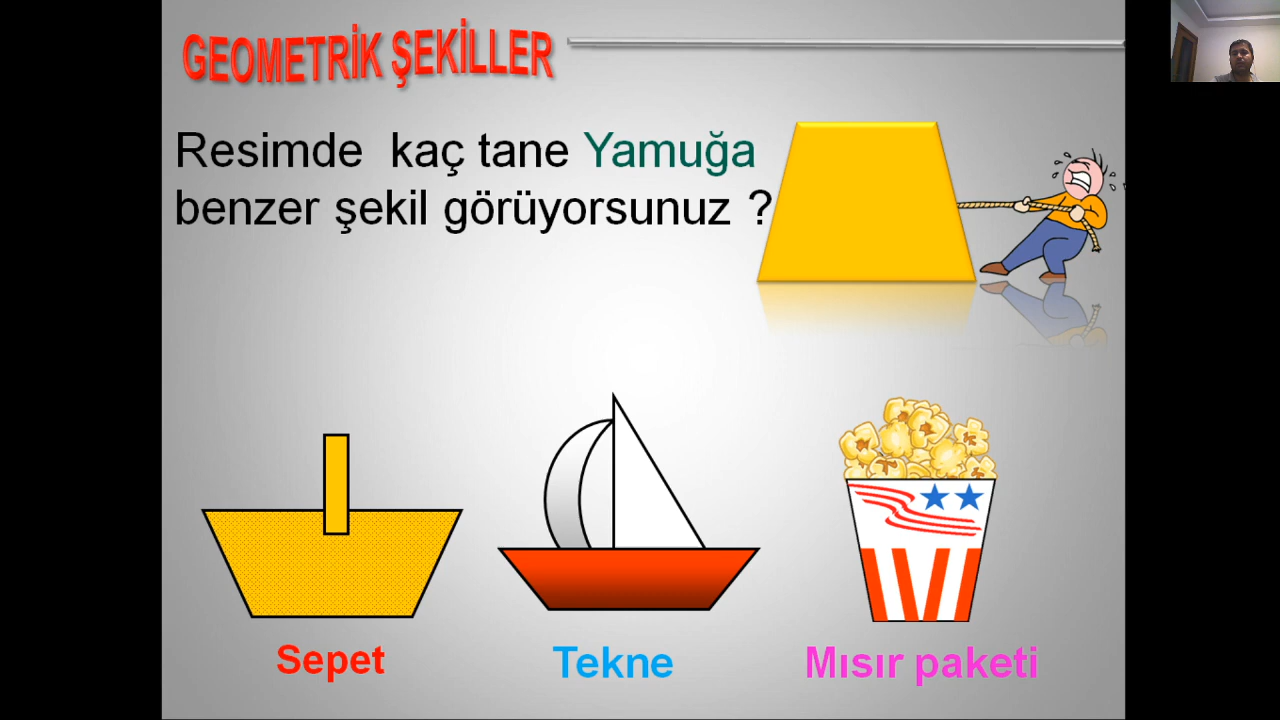 GEOMETRİK ŞEKİLLER
Resimde kaç tane Yamuğa
benzer şekil görüyorsunuz ?
Sepet
Tekne
Mısır paketi